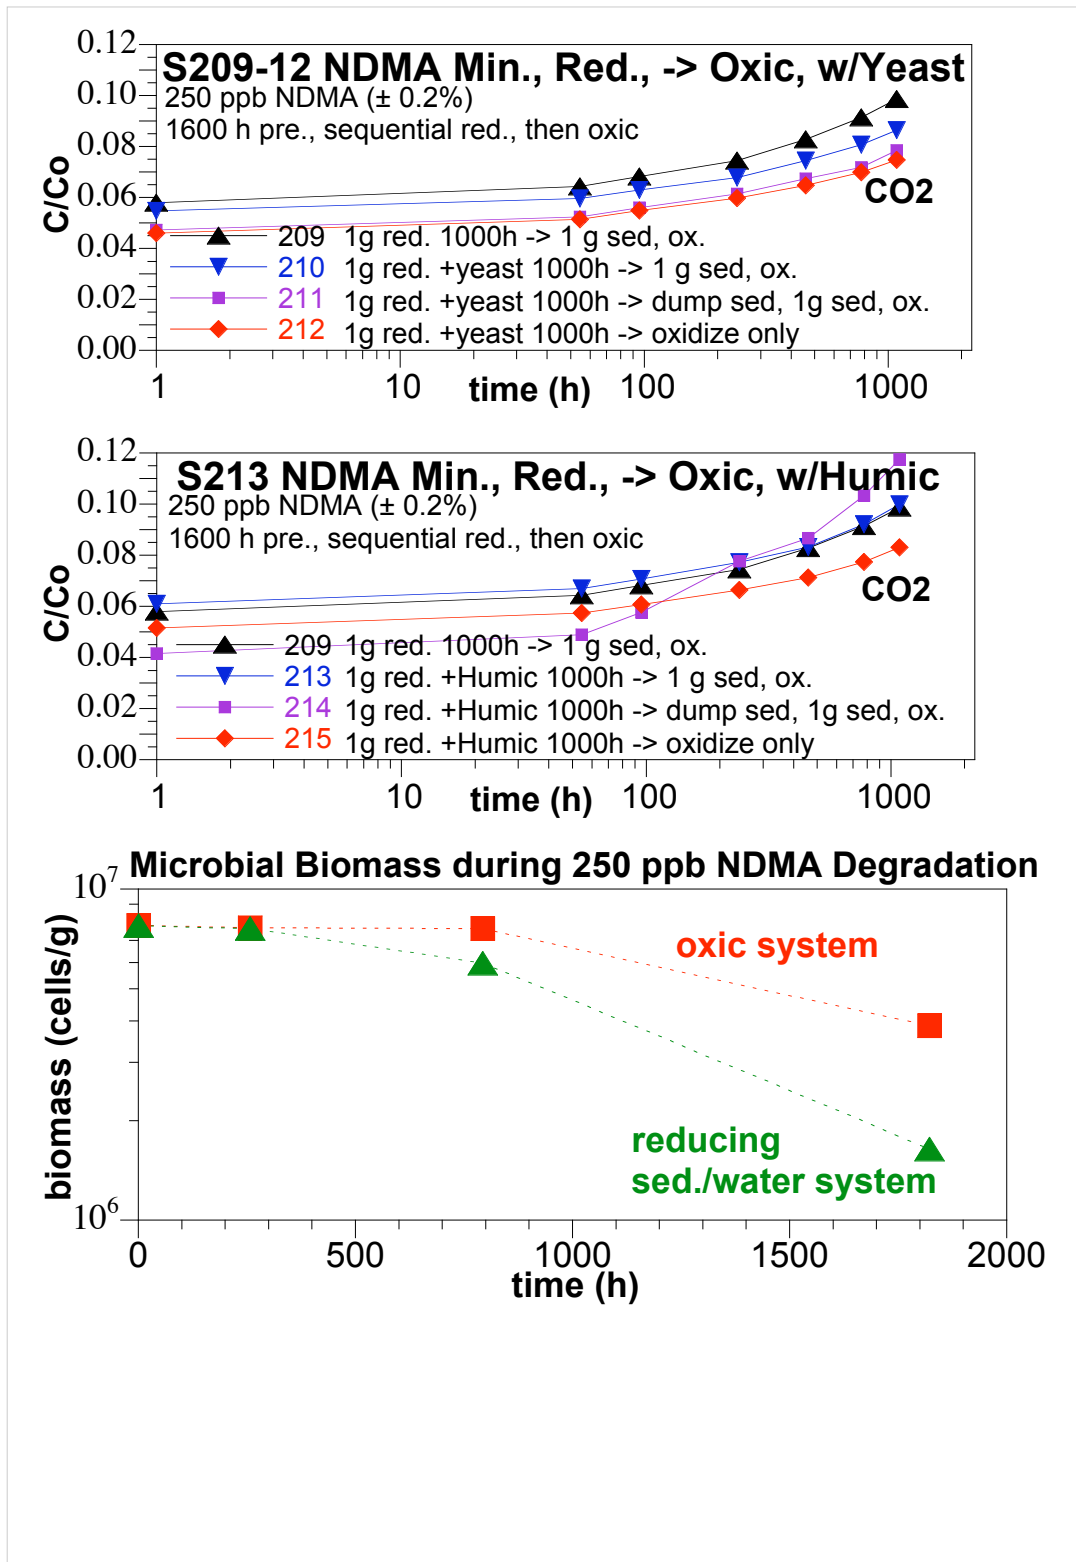 S209-12 NDMA Min., Red., -> Oxic, w/Yeast
250 ppb NDMA (± 0.2%)
1600 h pre., sequential red., then oxic
C/Co
0.12
0.10
0.08
0.06
0.04
0.02
0.00
CO2
209 1g red. 1000h -> 1 g sed, ox.
210 1g red. +yeast 1000h -> 1 g sed, ox.
211 1g red. +yeast 1000h -> dump sed, 1g sed, ox.
212 1g red. +yeast 1000h -> oxidize only
1 10 100 1000
time (h)
S213 NDMA Min., Red., -> Oxic, w/Humic
250 ppb NDMA (± 0.2%)
1600 h pre., sequential red., then oxic
C/Co
0.12
0.10
0.08
0.06
0.04
0.02
0.00
CO2
209 1g red. 1000h -> 1 g sed, ox.
213 1g red. +Humic 1000h -> 1 g sed, ox.
214 1g red. +Humic 1000h -> dump sed, 1g sed, ox.
215 1g red. +Humic 1000h -> oxidize only
1 10 100 1000
time (h)
Microbial Biomass during 250 ppb NDMA Degradation
biomass (cells/g)
10⁷
10⁶
oxic system
reducing
sed./water system
0 500 1000 1500 2000
time (h)